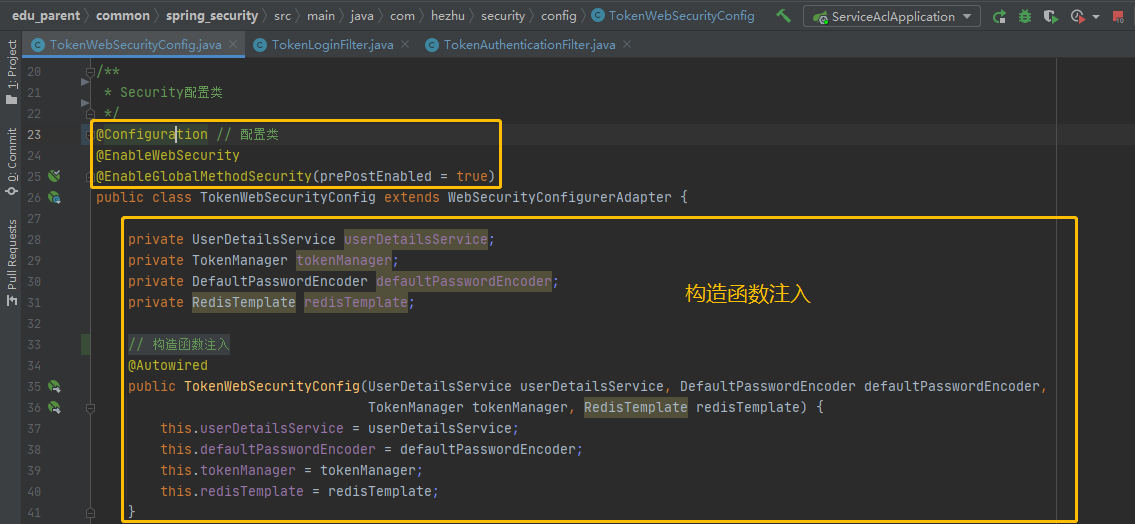 edu_parent common spring_security src main java com hezhu security config TokenWebSecurityConfig ServiceAclApplication
TokenWebSecurityConfig.java TokenLoginFilter.java TokenAuthenticationFilter.java
1: Project
0: Commit
Pull Requests
20 /**
21 * Security配置类
22 */
23 @Configuration // 配置类
24 @EnableWebSecurity
25 @EnableGlobalMethodSecurity(prePostEnabled = true)
26 public class TokenWebSecurityConfig extends WebSecurityConfigurerAdapter {
27
28 private UserDetailsService userDetailsService;
29 private TokenManager tokenManager;
30 private DefaultPasswordEncoder defaultPasswordEncoder;
31 private RedisTemplate redisTemplate;
构造函数注入
32
33 // 构造函数注入
34 @Autowired
35 public TokenWebSecurityConfig(UserDetailsService userDetailsService, DefaultPasswordEncoder defaultPasswordEncoder,
36 TokenManager tokenManager, RedisTemplate redisTemplate) {
37 this.userDetailsService = userDetailsService;
38 this.defaultPasswordEncoder = defaultPasswordEncoder;
39 this.tokenManager = tokenManager;
40 this.redisTemplate = redisTemplate;
41 }